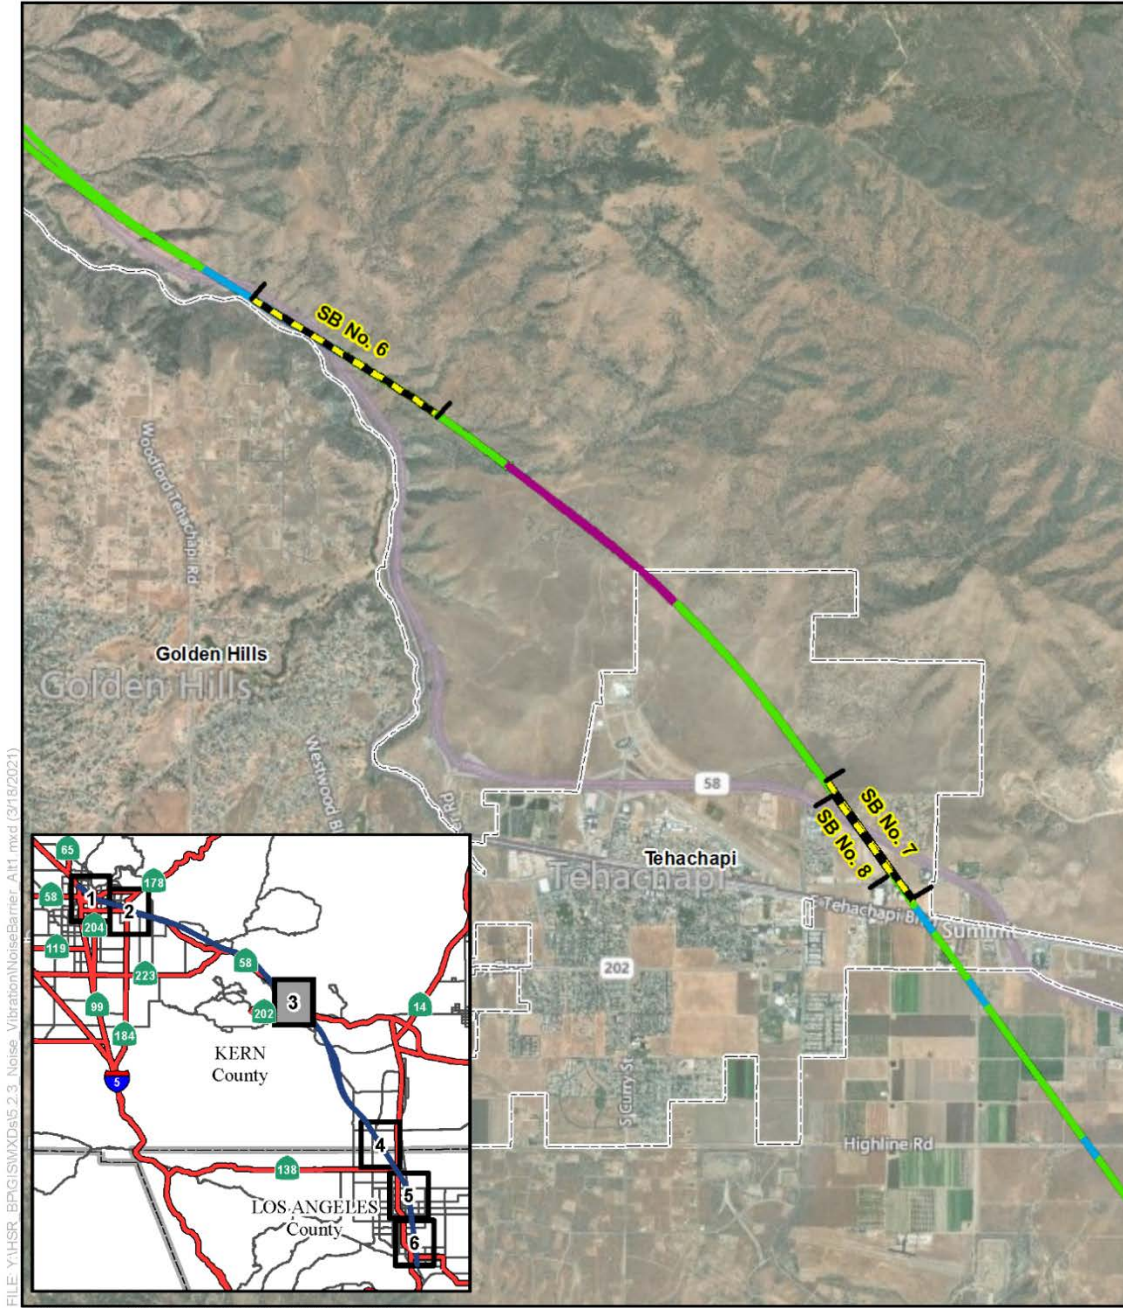 SB No. 6
Woodford-Tehachapi Rd
Golden Hills
Golden Hills
Westwood Bl
Rd
58
SB No. 7
SB No. 8
Tehachapi
Tehachapi
Tehachapi Bl
Summit
202
S Curry St
Highline Rd
65
58
1
2
178
204
119
223
58
99
184
202
3
14
KERN
County
5
4
138
5
LOS ANGELES
County
6
FILE: Y:\HSR_BP\GIS\MXDs\5.2.3_Noise_Vibration\NoiseBarrier_Alt1.mxd (3/18/2021)